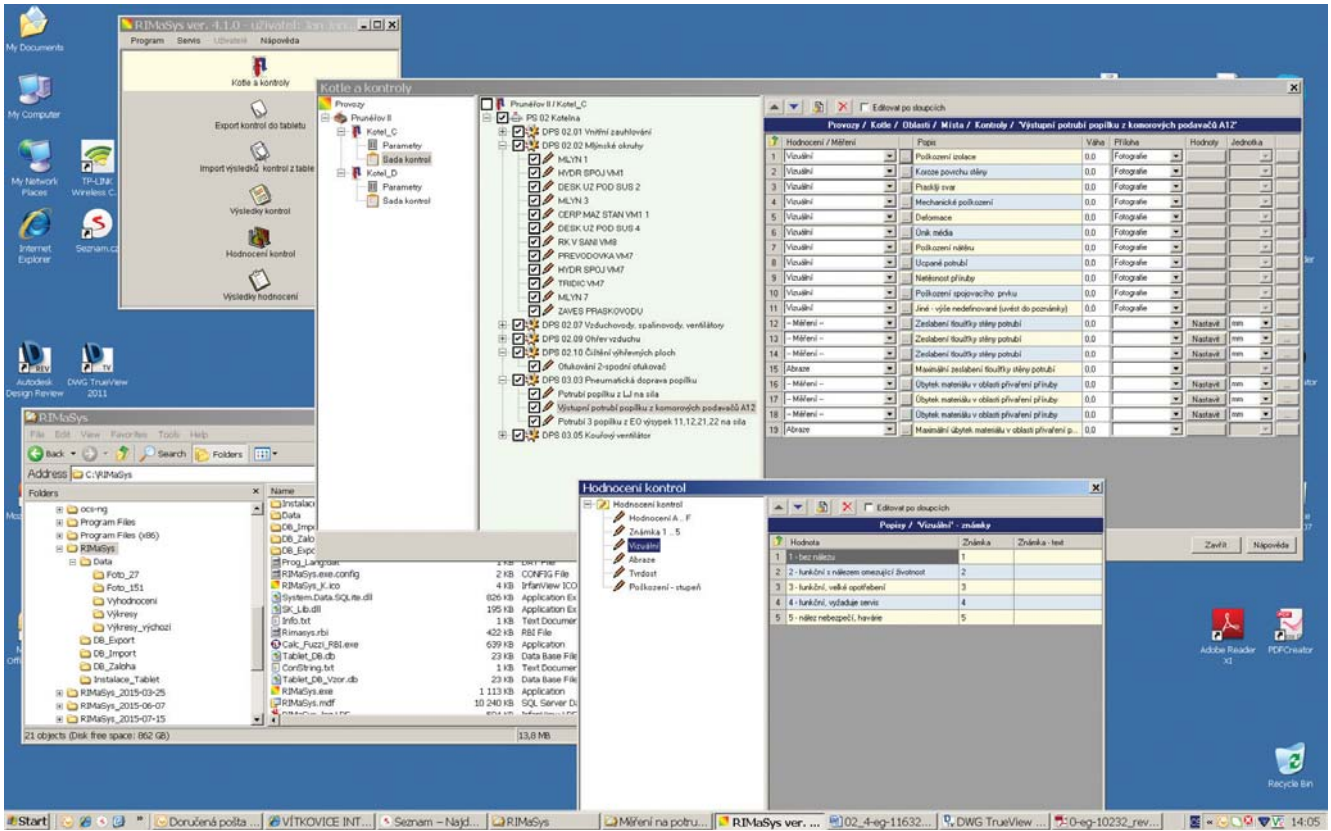 My Documents
My Computer
My Network Places
TP-LINK Wireless C.
Internet Explorer
Seznam.cz
Autodesk Design Review
DWG TrueView 2011
RIMaSys ver. 4.1.0 - uživatel:
Program Servis Uživatelé Nápověda
Kotle a kontroly
Export kontrol do tabletu
Import výsledků kontrol z table
Výsledky kontrol
Hodnocení kontrol
Výsledky hodnocení
Kotle a kontroly
Provozy
Prunéřov II
Kotel_C
Parametry
Sada kontrol
Kotel_D
Parametry
Sada kontrol
Prunéřov II / Kotel_C
PS 02 Kotelna
DPS 02.01 Vnitřní zauhlování
DPS 02.02 Mlýnské okruhy
MLYN 1
HYDR SPOJ VM1
DESK UZ POD SUS 2
MLYN 3
CERP MAZ STAN VM1 1
DESK UZ POD SUS 4
RK V SANI VM8
PREVODOVKA VM7
HYDR SPOJ VM7
TRIDIC VM7
MLYN 7
ZAVES PRASKOVODU
DPS 02.07 Vzduchovody, spalinovody, ventilátory
DPS 02.09 Ohřev vzduchu
DPS 02.10 Čištění výhřevných ploch
Ofukování 2-spodní ofukovač
DPS 03.03 Pneumatická doprava popílku
Potrubí popílku z LJ na sila
Výstupní potrubí popílku z komorových podavačů A12
Potrubí 3 popílku z EO výsypek 11,12,21,22 na sila
DPS 03.05 Kouřový ventilátor
Editovat po sloupcích
Provozy / Kotle / Oblasti / Místa / Kontroly / "Výstupní potrubí popílku z komorových podavačů A12"
Hodnocení / Měření Popis Váha Příloha Hodnoty Jednotka
1 Vizuální ... Poškození izolace 0,0 Fotografie
2 Vizuální ... Koroze povrchu stěny 0,0 Fotografie
3 Vizuální ... Prasklý svar 0,0 Fotografie
4 Vizuální ... Mechanické poškození 0,0 Fotografie
5 Vizuální ... Deformace 0,0 Fotografie
6 Vizuální ... Únik média 0,0 Fotografie
7 Vizuální ... Poškození nátěru 0,0 Fotografie
8 Vizuální ... Ucpané potrubí 0,0 Fotografie
9 Vizuální ... Netěsnost příruby 0,0 Fotografie
10 Vizuální ... Poškození spojovacího prvku 0,0 Fotografie
11 Vizuální ... Jiné - výše nedefinované (uvést do poznámky) 0,0 Fotografie
12 -- Měření -- ... Zeslabení tloušťky stěny potrubí 0,0 Nastavit mm ...
13 -- Měření -- ... Zeslabení tloušťky stěny potrubí 0,0 Nastavit mm ...
14 -- Měření -- ... Zeslabení tloušťky stěny potrubí 0,0 Nastavit mm ...
15 Abraze ... Maximální zeslabení tloušťky stěny potrubí 0,0
16 -- Měření -- ... Úbytek materiálu v oblasti přivaření příruby 0,0 Nastavit mm ...
17 -- Měření -- ... Úbytek materiálu v oblasti přivaření příruby 0,0 Nastavit mm ...
18 -- Měření -- ... Úbytek materiálu v oblasti přivaření příruby 0,0 Nastavit mm ...
19 Abraze ... Maximální úbytek materiálu v oblasti přivaření p... 0,0
Zavřít Nápověda
RIMaSys
File Edit View Favorites Tools Help
Back Search Folders
Address C:\RIMaSys
Folders
ocs-ng
Program Files
Program Files (x86)
RIMaSys
Data
Foto_27
Foto_151
Vyhodnoceni
Výkresy
Výkresy_výchozí
DB_Export
DB_Import
DB_Zaloha
Instalace_Tablet
RIMaSys_2015-03-25
RIMaSys_2015-06-07
RIMaSys_2015-07-15
Name
Instalac
Data
DB_Impo
DB_Zalo
DB_Expo
Prog_Lang.dat 1 KB DAT File
RIMaSys.exe.config 2 KB CONFIG File
RIMaSys_K.ico 4 KB IrfanView ICO
System.Data.SQLite.dll 826 KB Application Ex
SK_Lib.dll 195 KB Application Ex
Info.txt 1 KB Text Documer
Rimasys.rbi 422 KB RBI File
Calc_Fuzzi_RBI.exe 639 KB Application
Tablet_DB.db 23 KB Data Base File
ConString.txt 1 KB Text Documer
Tablet_DB_Vzor.db 23 KB Data Base File
RIMaSys.exe 1 113 KB Application
RIMaSys.mdf 10 240 KB SQL Server Da
21 objects (Disk free space: 862 GB) 13,8 MB
Hodnocení kontrol
Hodnocení kontrol
Hodnocení A .. F
Známka 1 .. 5
Vizuální
Abraze
Tvrdost
Poškození - stupeň
Editovat po sloupcích
Popisy / "Vizuální" - známky
Hodnota Známka Známka - text
1 1 - bez nálezu 1
2 2 - funkční s nálezem omezující životnost 2
3 3 - funkční, velké opotřebení 3
4 4 - funkční, vyžaduje servis 4
5 5 - nález nebezpečí, havárie 5
Adobe Reader XI
PDFCreator
Recycle Bin
Start Doručená pošta ... VÍTKOVICE INT... Seznam – Najd... RIMaSys Měření na potru... RIMaSys ver. ... 02_4-eg-11632... DWG TrueView ... 0-eg-10232_rev... 14:05